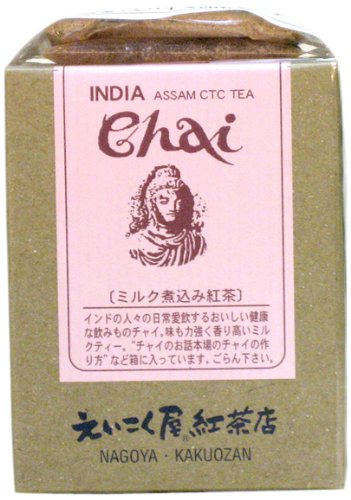 INDIA ASSAM CTC TEA
Chai
〔ミルク煮込み紅茶〕
インドの人々の日常愛飲するおいしい健康
な飲みものチャイ。味も力強く香り高いミル
クティー。“チャイのお話本場のチャイの作
り方”など箱に入っています。ごらん下さい。
えいこく屋®紅茶店
NAGOYA・KAKUOZAN